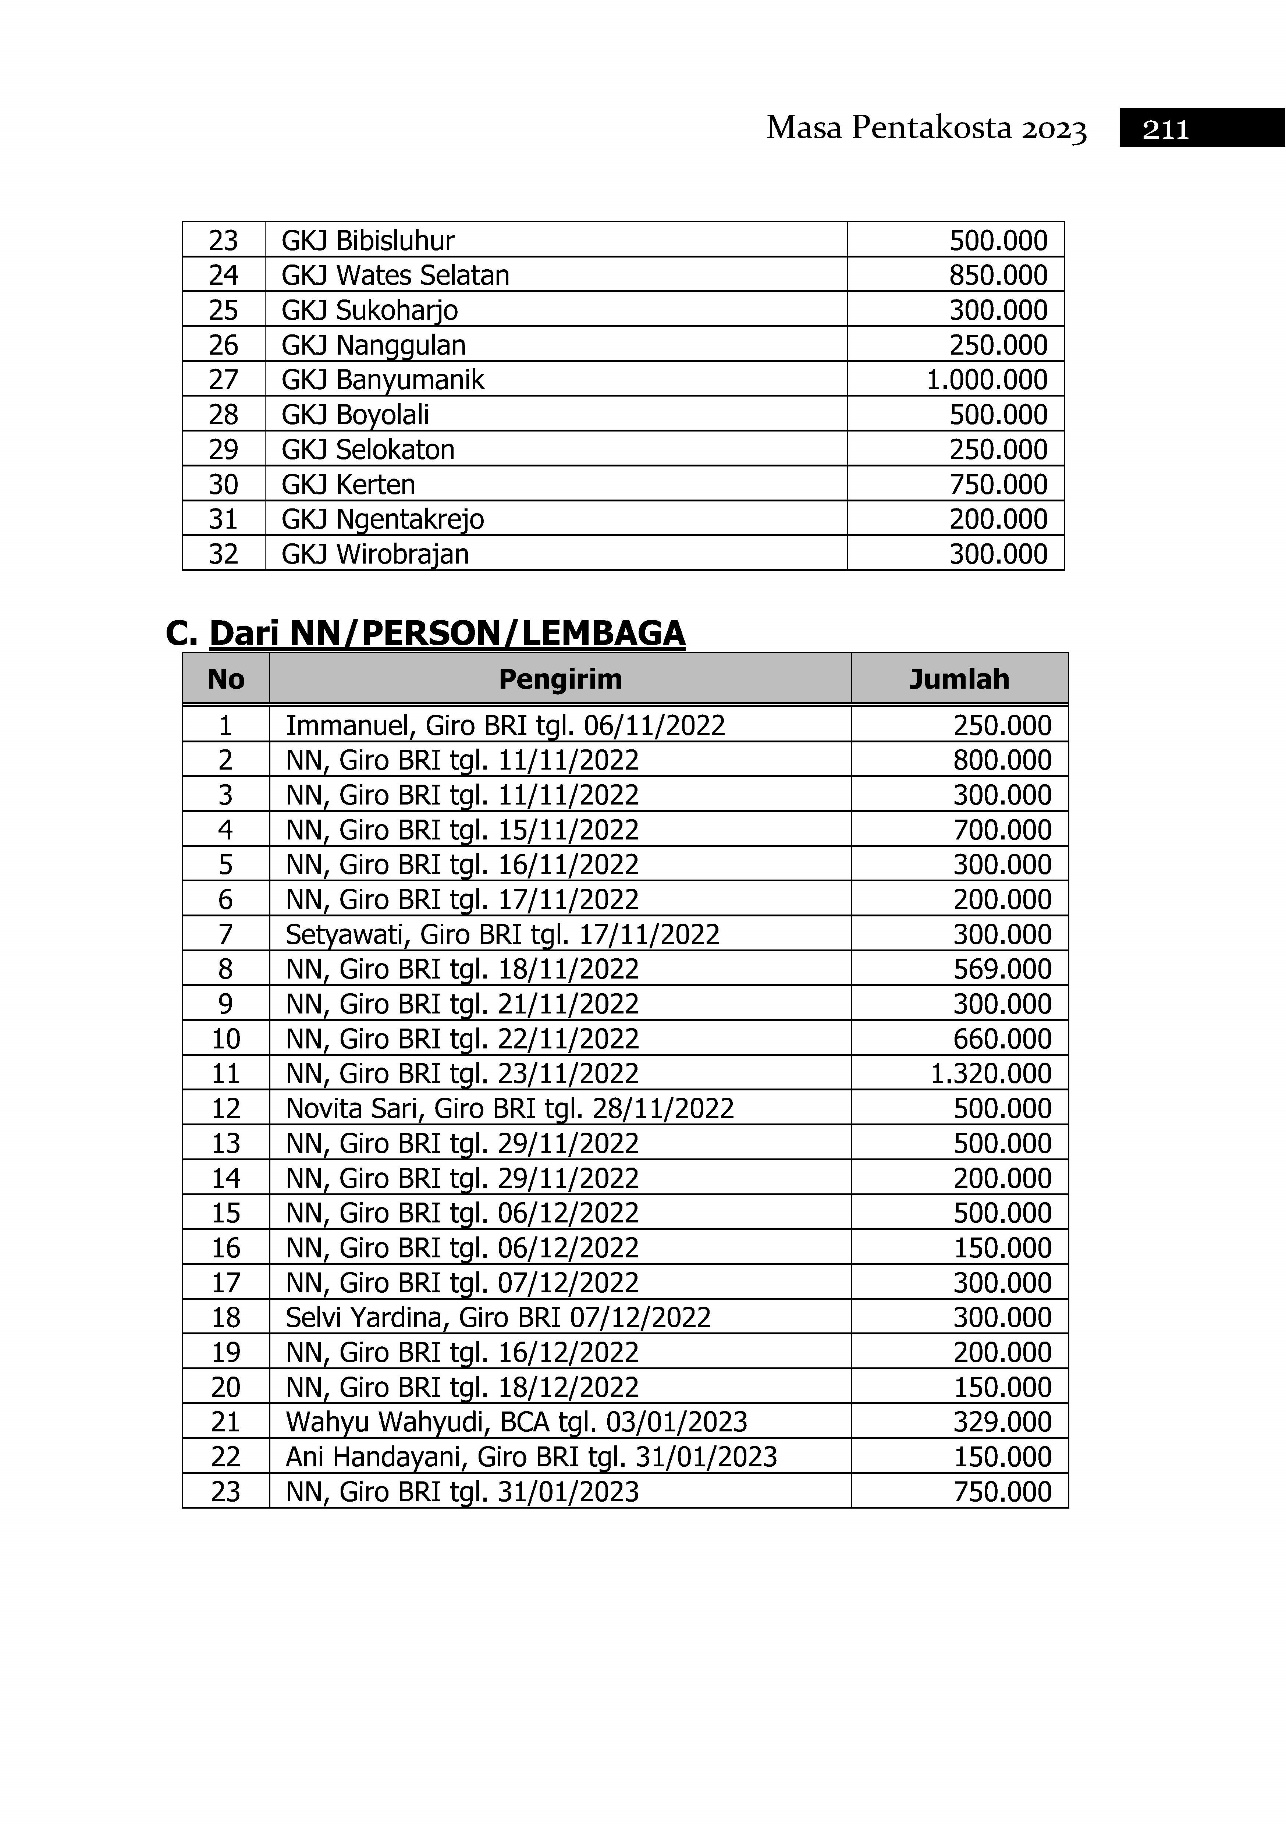 Masa Pentakosta 2023 211
23 GKJ Bibisluhur 500.000
24 GKJ Wates Selatan 850.000
25 GKJ Sukoharjo 300.000
26 GKJ Nanggulan 250.000
27 GKJ Banyumanik 1.000.000
28 GKJ Boyolali 500.000
29 GKJ Selokaton 250.000
30 GKJ Kerten 750.000
31 GKJ Ngentakrejo 200.000
32 GKJ Wirobrajan 300.000
C. Dari NN/PERSON/LEMBAGA
No Pengirim Jumlah
1 Immanuel, Giro BRI tgl. 06/11/2022 250.000
2 NN, Giro BRI tgl. 11/11/2022 800.000
3 NN, Giro BRI tgl. 11/11/2022 300.000
4 NN, Giro BRI tgl. 15/11/2022 700.000
5 NN, Giro BRI tgl. 16/11/2022 300.000
6 NN, Giro BRI tgl. 17/11/2022 200.000
7 Setyawati, Giro BRI tgl. 17/11/2022 300.000
8 NN, Giro BRI tgl. 18/11/2022 569.000
9 NN, Giro BRI tgl. 21/11/2022 300.000
10 NN, Giro BRI tgl. 22/11/2022 660.000
11 NN, Giro BRI tgl. 23/11/2022 1.320.000
12 Novita Sari, Giro BRI tgl. 28/11/2022 500.000
13 NN, Giro BRI tgl. 29/11/2022 500.000
14 NN, Giro BRI tgl. 29/11/2022 200.000
15 NN, Giro BRI tgl. 06/12/2022 500.000
16 NN, Giro BRI tgl. 06/12/2022 150.000
17 NN, Giro BRI tgl. 07/12/2022 300.000
18 Selvi Yardina, Giro BRI 07/12/2022 300.000
19 NN, Giro BRI tgl. 16/12/2022 200.000
20 NN, Giro BRI tgl. 18/12/2022 150.000
21 Wahyu Wahyudi, BCA tgl. 03/01/2023 329.000
22 Ani Handayani, Giro BRI tgl. 31/01/2023 150.000
23 NN, Giro BRI tgl. 31/01/2023 750.000